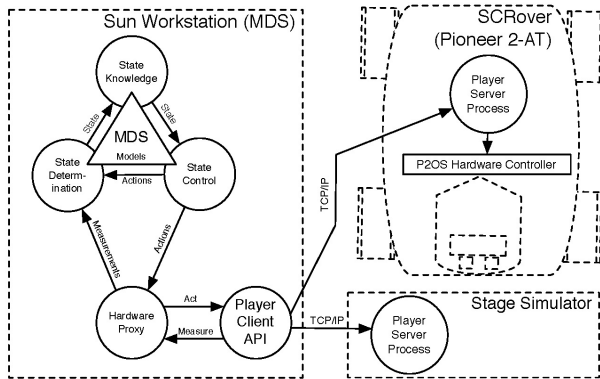 Sun Workstation (MDS)
State
Knowledge
State
State
MDS
Models
State
Determ-
ination
Actions
State
Control
Measurements
Actions
Hardware
Proxy
Act
Measure
Player
Client
API
TCP/IP
TCP/IP
SCRover
(Pioneer 2-AT)
Player
Server
Process
P2OS Hardware Controller
Stage Simulator
Player
Server
Process